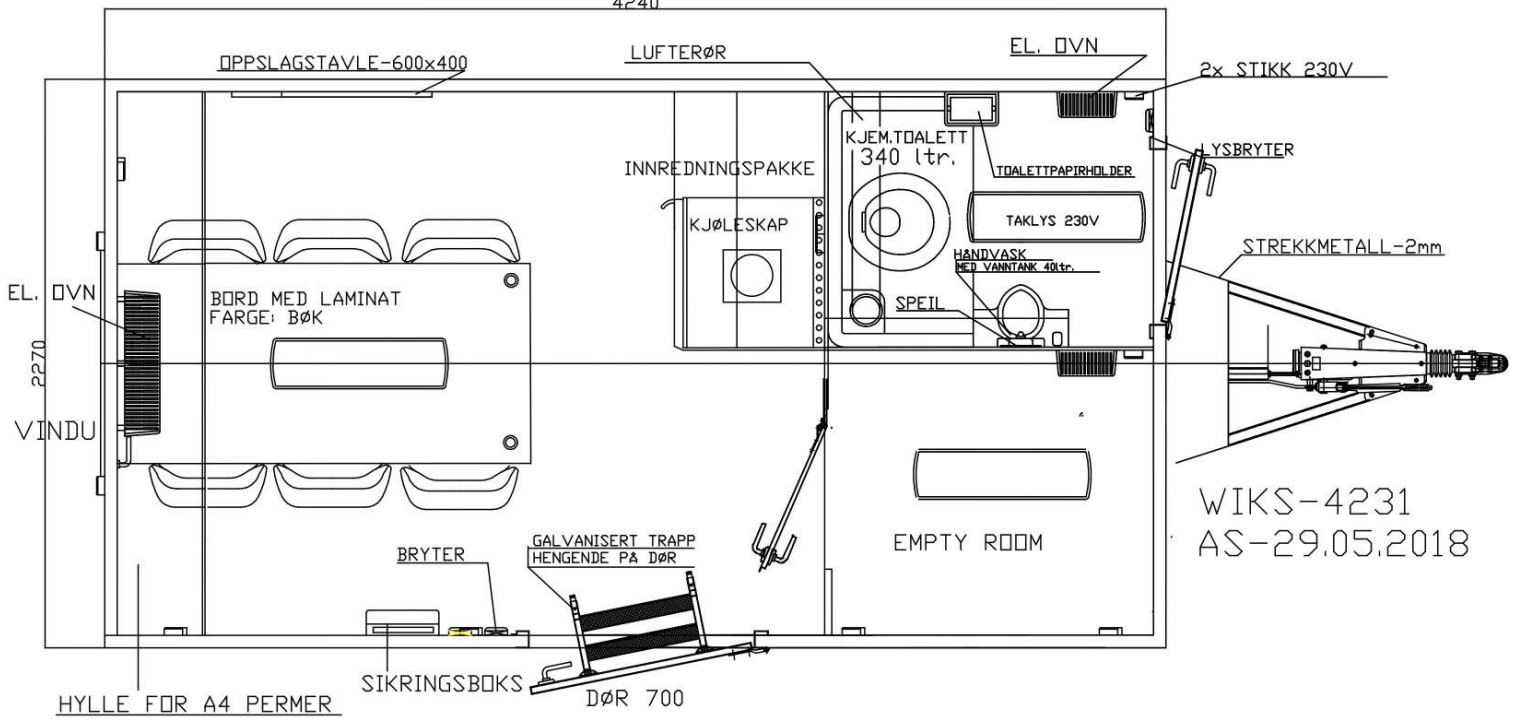 4240
OPPSLAGSTAVLE-600x400
LUFTERØR
EL. OVN
2x STIKK 230V
KJEM.TOALETT
340 ltr.
LYSBRYTER
INNREDNINGSPAKKE
TOALETTPAPIRHOLDER
KJØLESKAP
TAKLYS 230V
HÅNDVASK
MED VANNTANK 40ltr.
STREKKMETALL-2mm
EL. OVN
BORD MED LAMINAT
FARGE: BØK
SPEIL
2270
VINDU
WIKS-4231
AS-29.05.2018
EMPTY ROOM
BRYTER
GALVANISERT TRAPP
HENGENDE PÅ DØR
SIKRINGSBOKS
DØR 700
HYLLE FOR A4 PERMER